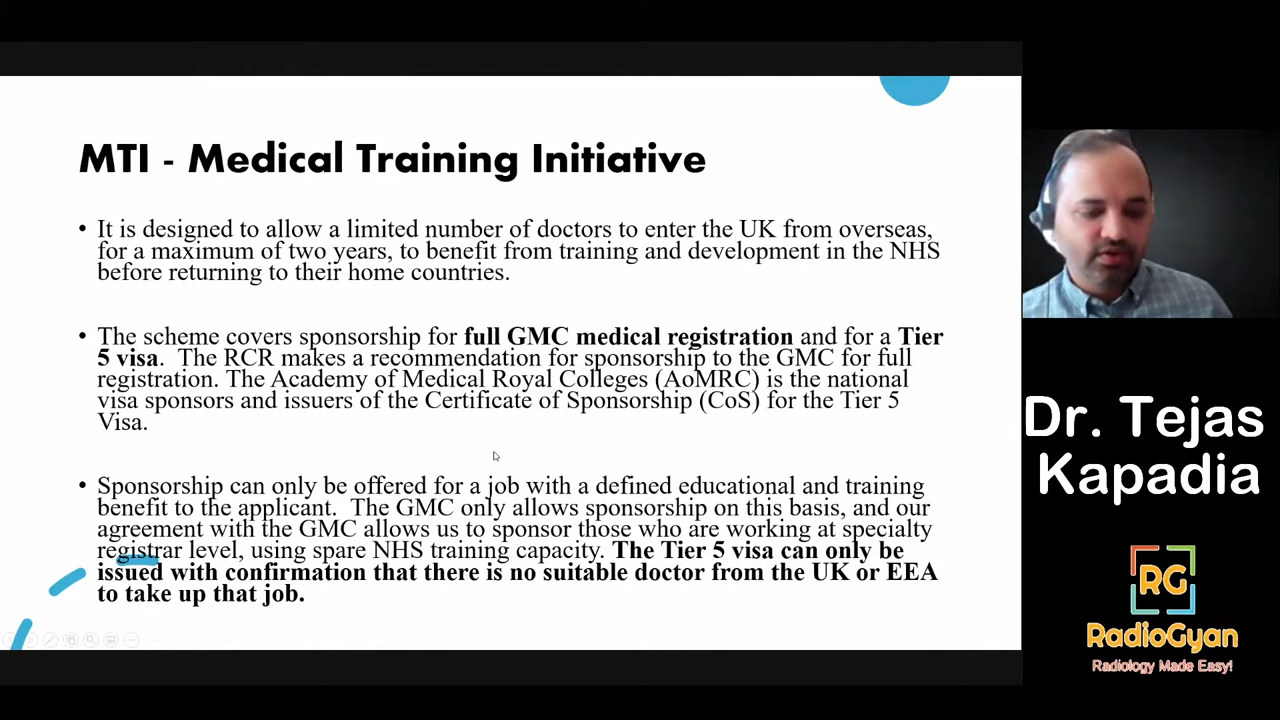 MTI - Medical Training Initiative
• It is designed to allow a limited number of doctors to enter the UK from overseas,
for a maximum of two years, to benefit from training and development in the NHS
before returning to their home countries.
• The scheme covers sponsorship for full GMC medical registration and for a Tier
5 visa.  The RCR makes a recommendation for sponsorship to the GMC for full
registration. The Academy of Medical Royal Colleges (AoMRC) is the national
visa sponsors and issuers of the Certificate of Sponsorship (CoS) for the Tier 5
Visa.
• Sponsorship can only be offered for a job with a defined educational and training
benefit to the applicant.  The GMC only allows sponsorship on this basis, and our
agreement with the GMC allows us to sponsor those who are working at specialty
registrar level, using spare NHS training capacity. The Tier 5 visa can only be
issued with confirmation that there is no suitable doctor from the UK or EEA
to take up that job.
Dr. Tejas
Kapadia
RG
RadioGyan
Radiology Made Easy!